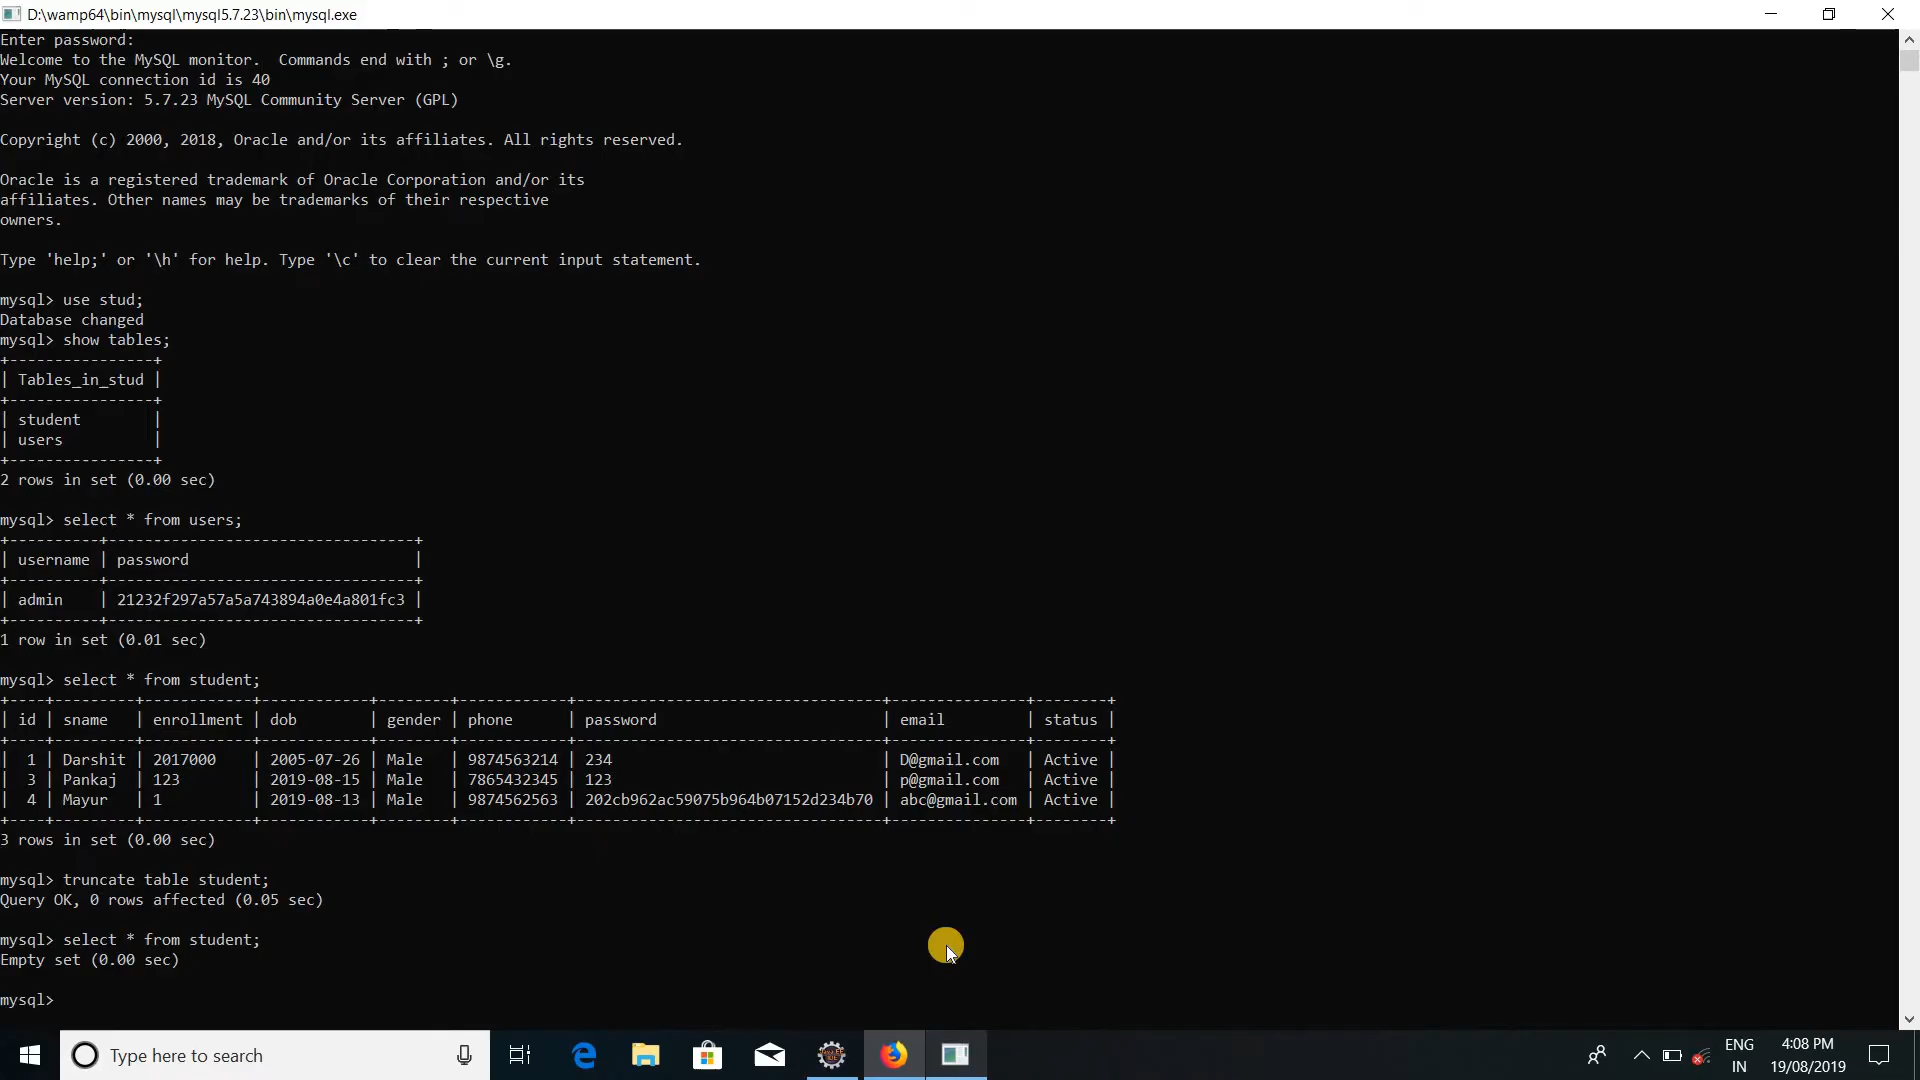 D:\wamp64\bin\mysql\mysql5.7.23\bin\mysql.exe
Enter password:
Welcome to the MySQL monitor.  Commands end with ; or \g.
Your MySQL connection id is 40
Server version: 5.7.23 MySQL Community Server (GPL)
Copyright (c) 2000, 2018, Oracle and/or its affiliates. All rights reserved.
Oracle is a registered trademark of Oracle Corporation and/or its
affiliates. Other names may be trademarks of their respective
owners.
Type 'help;' or '\h' for help. Type '\c' to clear the current input statement.
mysql> use stud;
Database changed
mysql> show tables;
+----------------+
| Tables_in_stud |
+----------------+
| student        |
| users          |
+----------------+
2 rows in set (0.00 sec)
mysql> select * from users;
+----------+----------------------------------+
| username | password                         |
+----------+----------------------------------+
| admin    | 21232f297a57a5a743894a0e4a801fc3 |
+----------+----------------------------------+
1 row in set (0.01 sec)
mysql> select * from student;
+----+---------+------------+------------+--------+------------+----------------------------------+---------------+--------+
| id | sname   | enrollment | dob        | gender | phone      | password                         | email         | status |
+----+---------+------------+------------+--------+------------+----------------------------------+---------------+--------+
|  1 | Darshit | 2017000    | 2005-07-26 | Male   | 9874563214 | 234                              | D@gmail.com   | Active |
|  3 | Pankaj  | 123        | 2019-08-15 | Male   | 7865432345 | 123                              | p@gmail.com   | Active |
|  4 | Mayur   | 1          | 2019-08-13 | Male   | 9874562563 | 202cb962ac59075b964b07152d234b70 | abc@gmail.com | Active |
+----+---------+------------+------------+--------+------------+----------------------------------+---------------+--------+
3 rows in set (0.00 sec)
mysql> truncate table student;
Query OK, 0 rows affected (0.05 sec)
mysql> select * from student;
Empty set (0.00 sec)
mysql>
Type here to search
ENG
IN
4:08 PM
19/08/2019